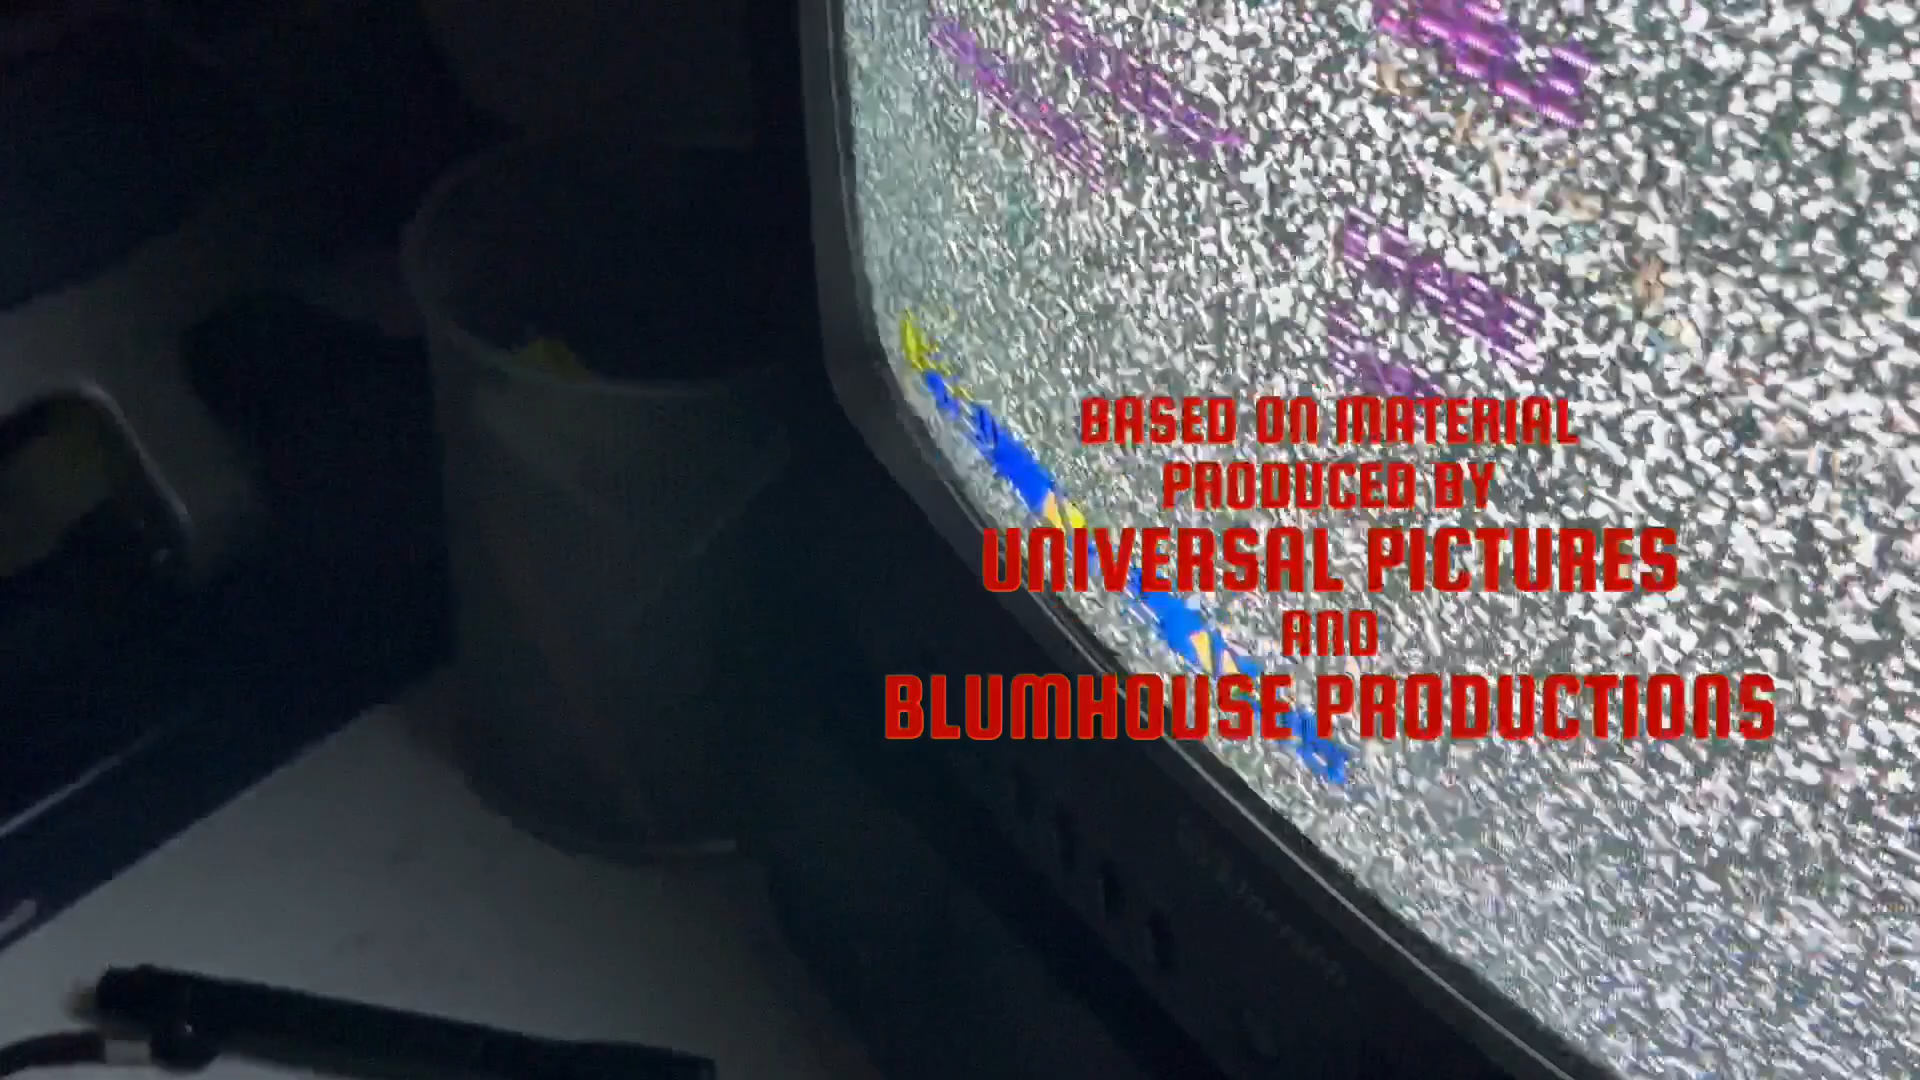 BASED ON MATERIAL
PRODUCED BY
UNIVERSAL PICTURES
AND
BLUMHOUSE PRODUCTIONS